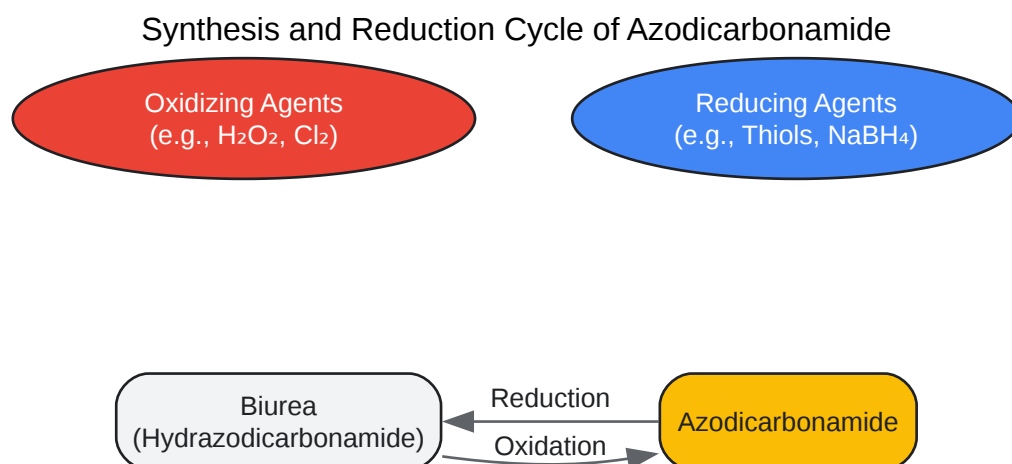 Synthesis and Reduction Cycle of Azodicarbonamide
Oxidizing Agents
(e.g., H₂O₂, Cl₂)
Reducing Agents
(e.g., Thiols, NaBH₄)
Biurea
(Hydrazodicarbonamide)
Reduction
Oxidation
Azodicarbonamide